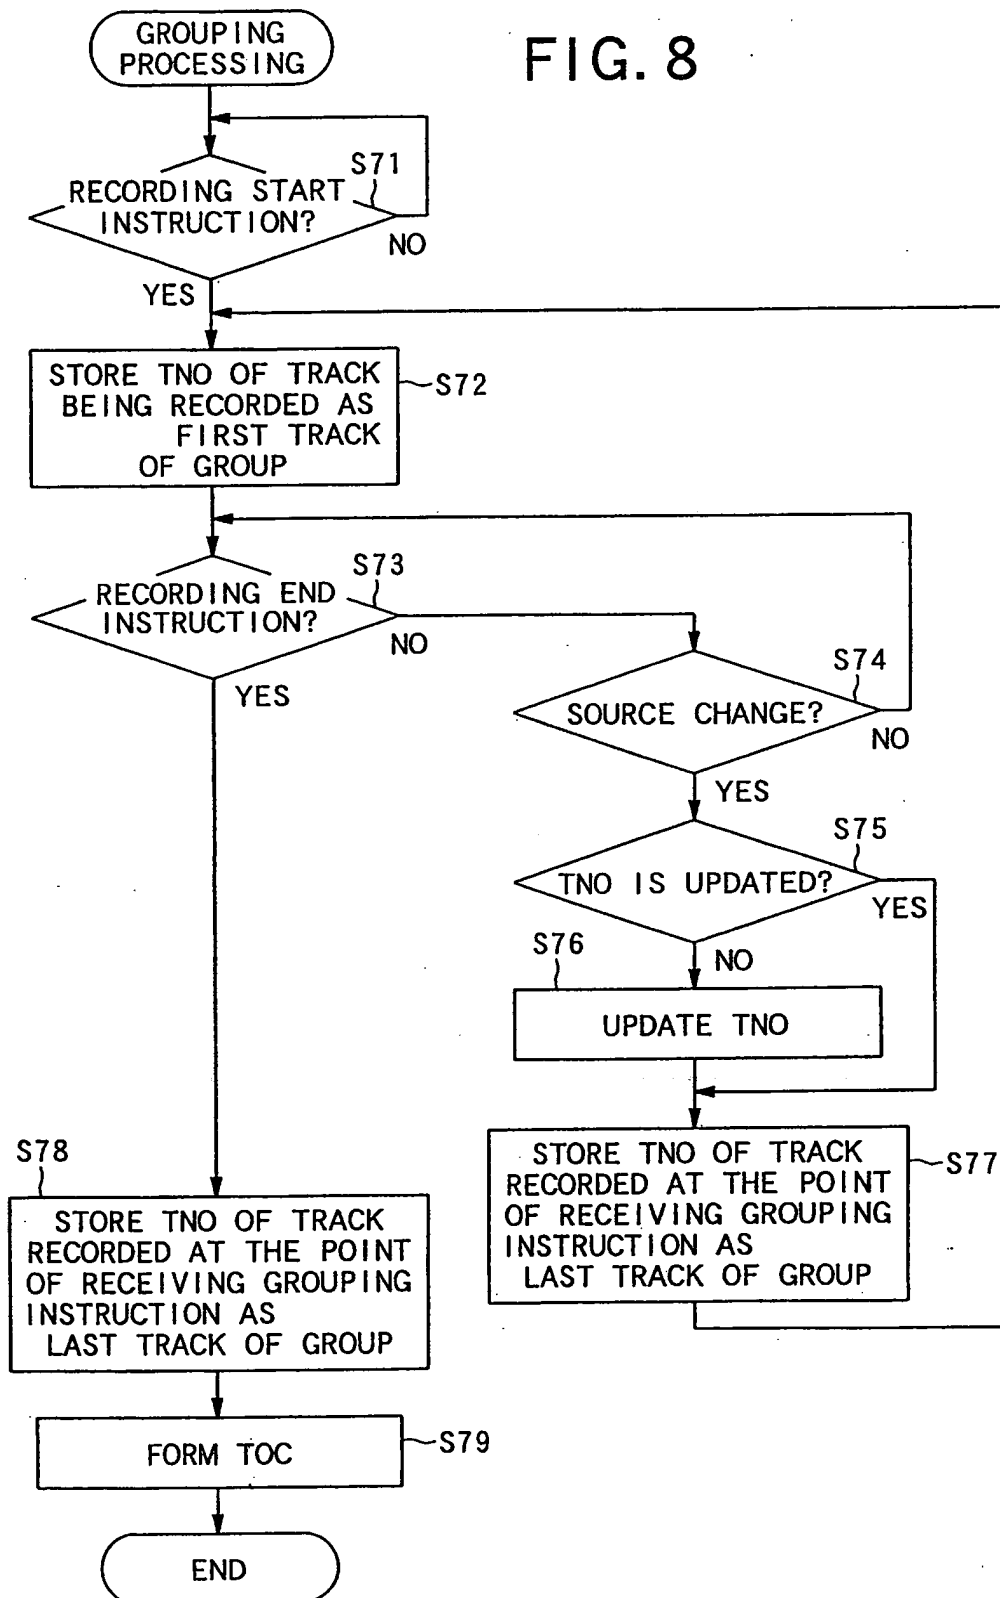 GROUPING
PROCESSING
FIG. 8
S71
RECORDING START
INSTRUCTION?
NO
YES
STORE TNO OF TRACK
BEING RECORDED AS
FIRST TRACK
OF GROUP
S72
S73
RECORDING END
INSTRUCTION?
NO
YES
S74
SOURCE CHANGE?
NO
YES
S75
TNO IS UPDATED?
YES
NO
S76
UPDATE TNO
STORE TNO OF TRACK
RECORDED AT THE POINT
OF RECEIVING GROUPING
INSTRUCTION AS
LAST TRACK OF GROUP
S77
S78
STORE TNO OF TRACK
RECORDED AT THE POINT
OF RECEIVING GROUPING
INSTRUCTION AS
LAST TRACK OF GROUP
FORM TOC
S79
END